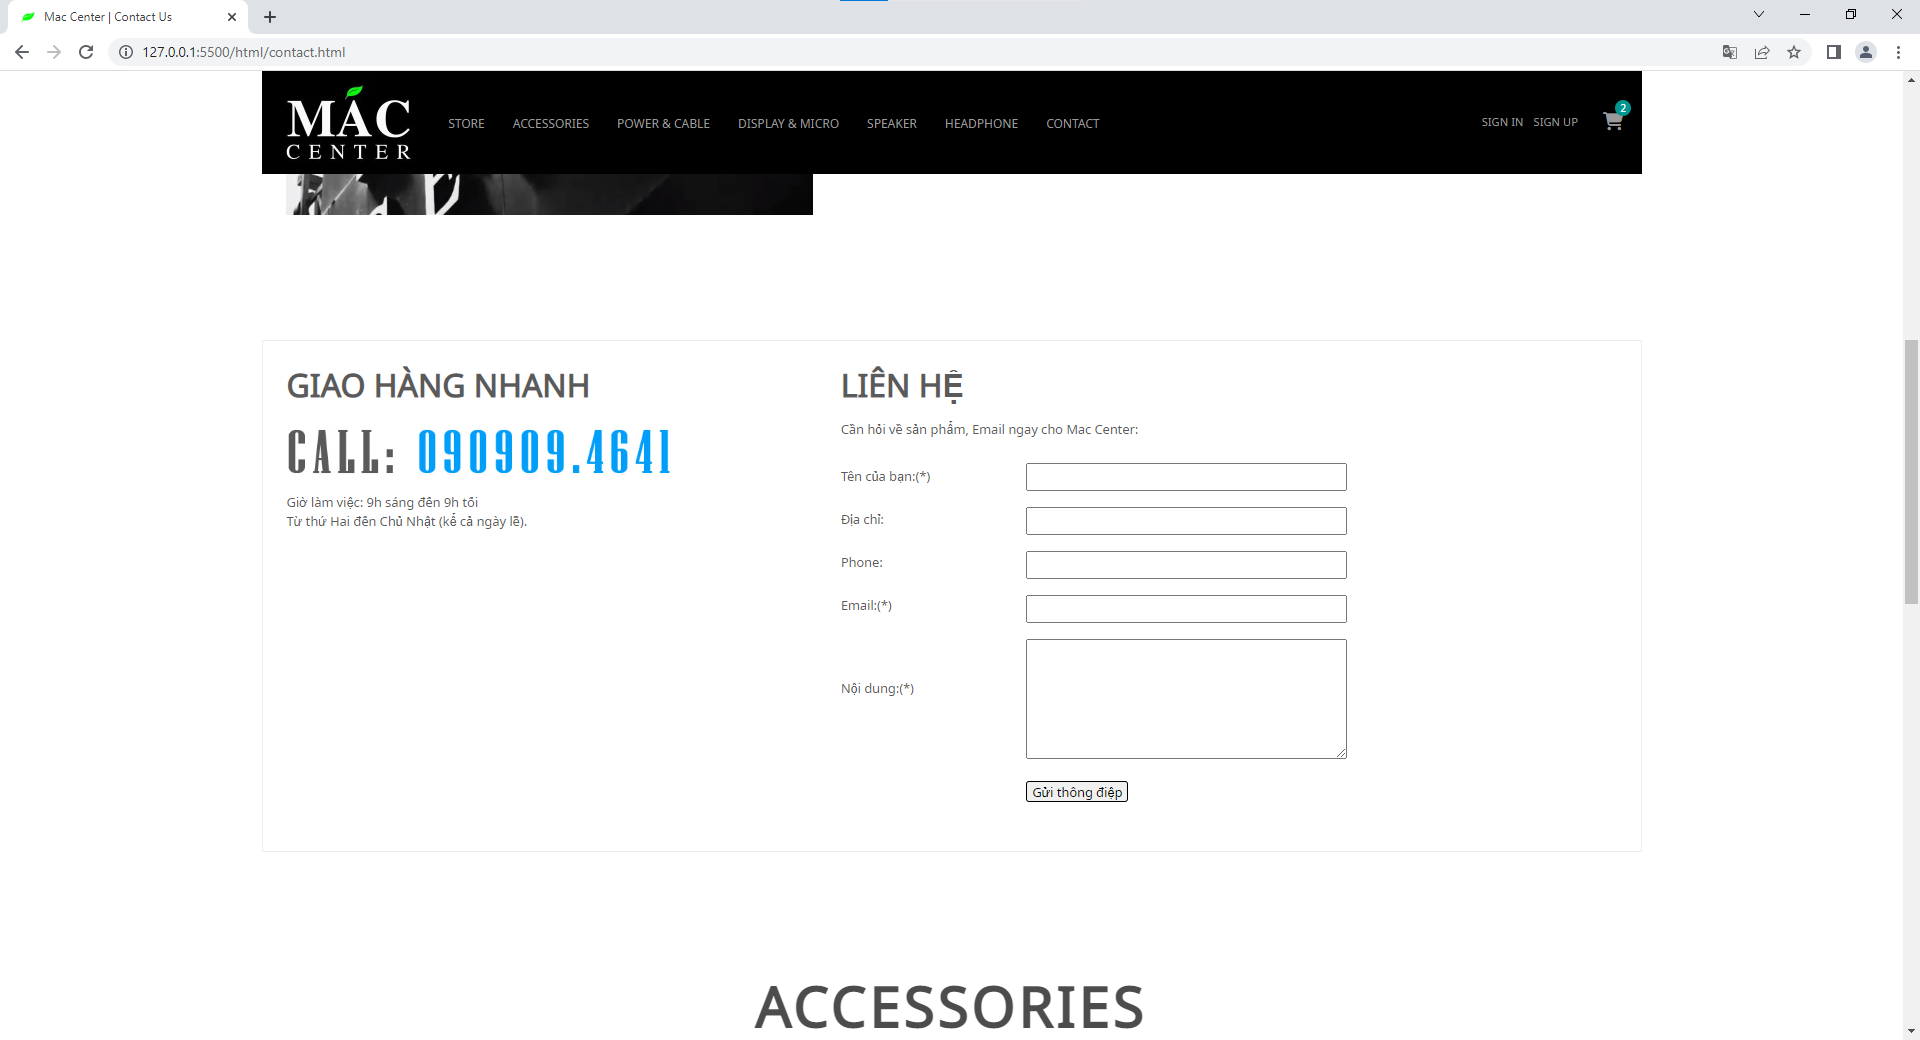 Mac Center | Contact Us
127.0.0.1:5500/html/contact.html
MAC
CENTER
STORE
ACCESSORIES
POWER & CABLE
DISPLAY & MICRO
SPEAKER
HEADPHONE
CONTACT
SIGN IN
SIGN UP
2
GIAO HÀNG NHANH
CALL: 090909.4641
Giờ làm việc: 9h sáng đến 9h tối
Từ thứ Hai đến Chủ Nhật (kể cả ngày lễ).
LIÊN HỆ
Cần hỏi về sản phẩm, Email ngay cho Mac Center:
Tên của bạn:(*)
Địa chỉ:
Phone:
Email:(*)
Nội dung:(*)
Gửi thông điệp
ACCESSORIES